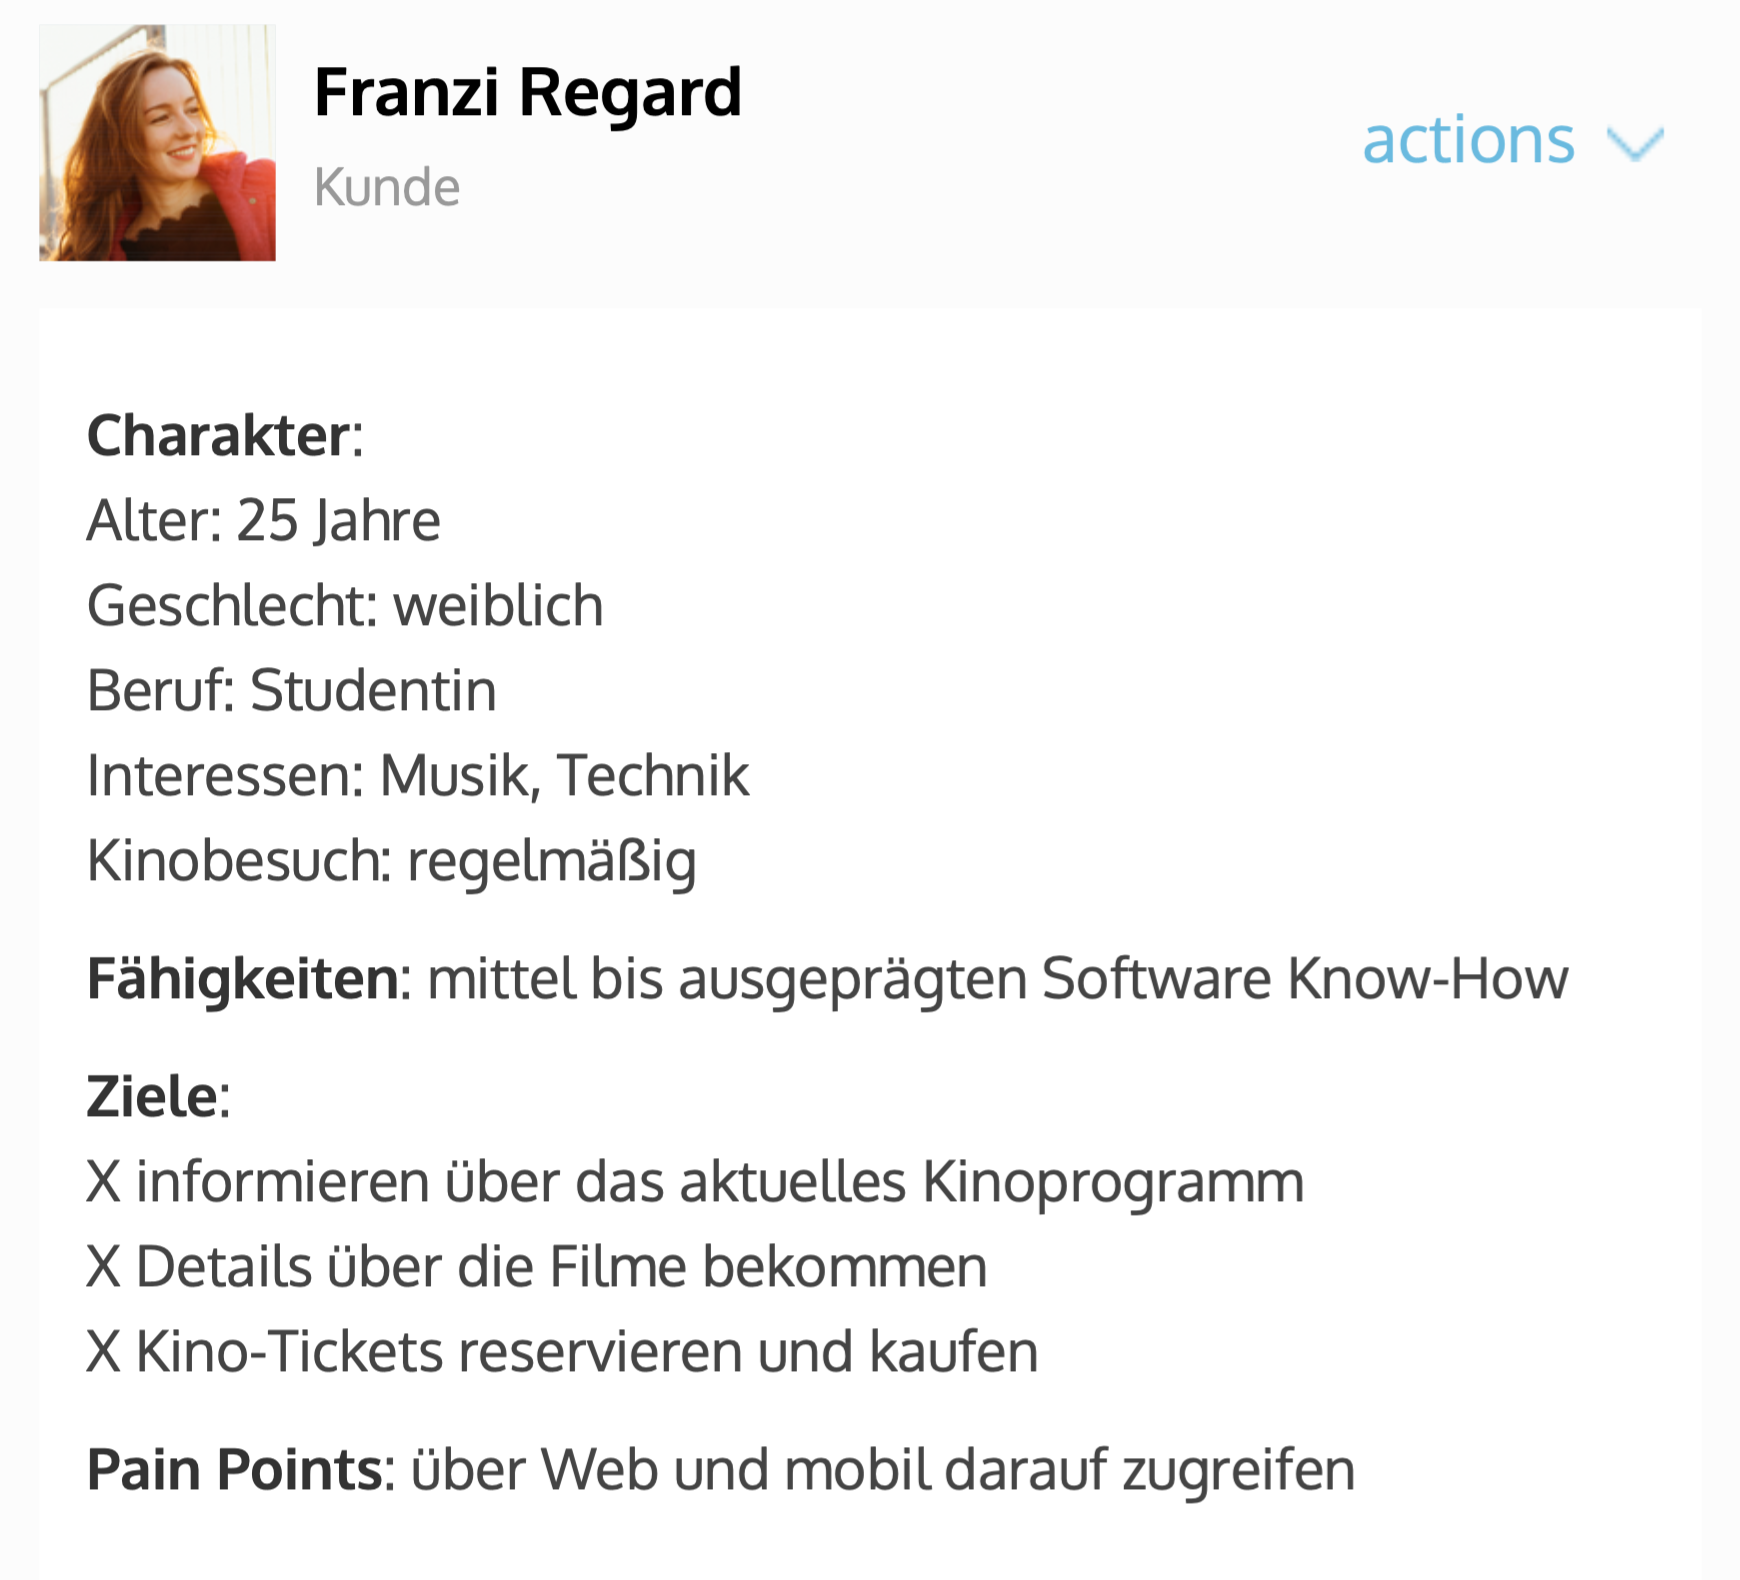 Franzi Regard
Kunde
actions
Charakter:
Alter: 25 Jahre
Geschlecht: weiblich
Beruf: Studentin
Interessen: Musik, Technik
Kinobesuch: regelmäßig
Fähigkeiten: mittel bis ausgeprägten Software Know-How
Ziele:
X informieren über das aktuelles Kinoprogramm
X Details über die Filme bekommen
X Kino-Tickets reservieren und kaufen
Pain Points: über Web und mobil darauf zugreifen